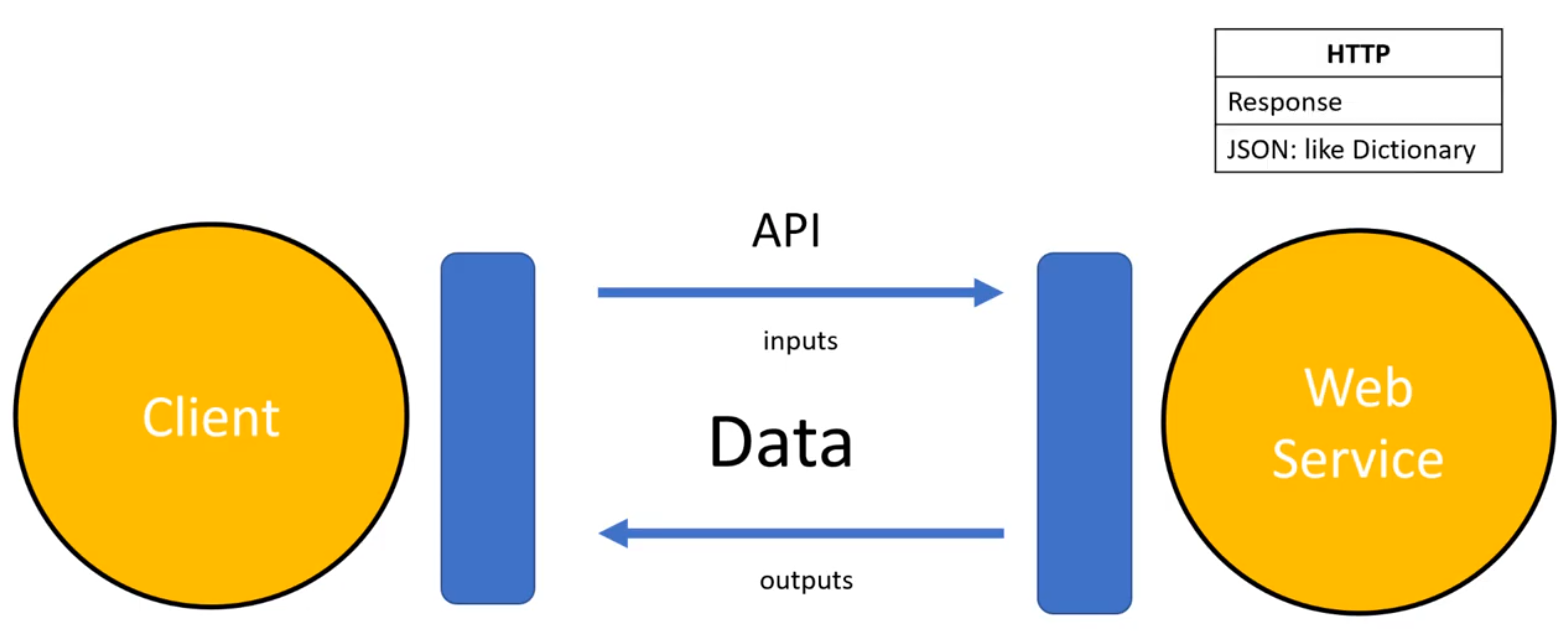 HTTP
Response
JSON: like Dictionary
API
inputs
Client
Data
Web
Service
outputs